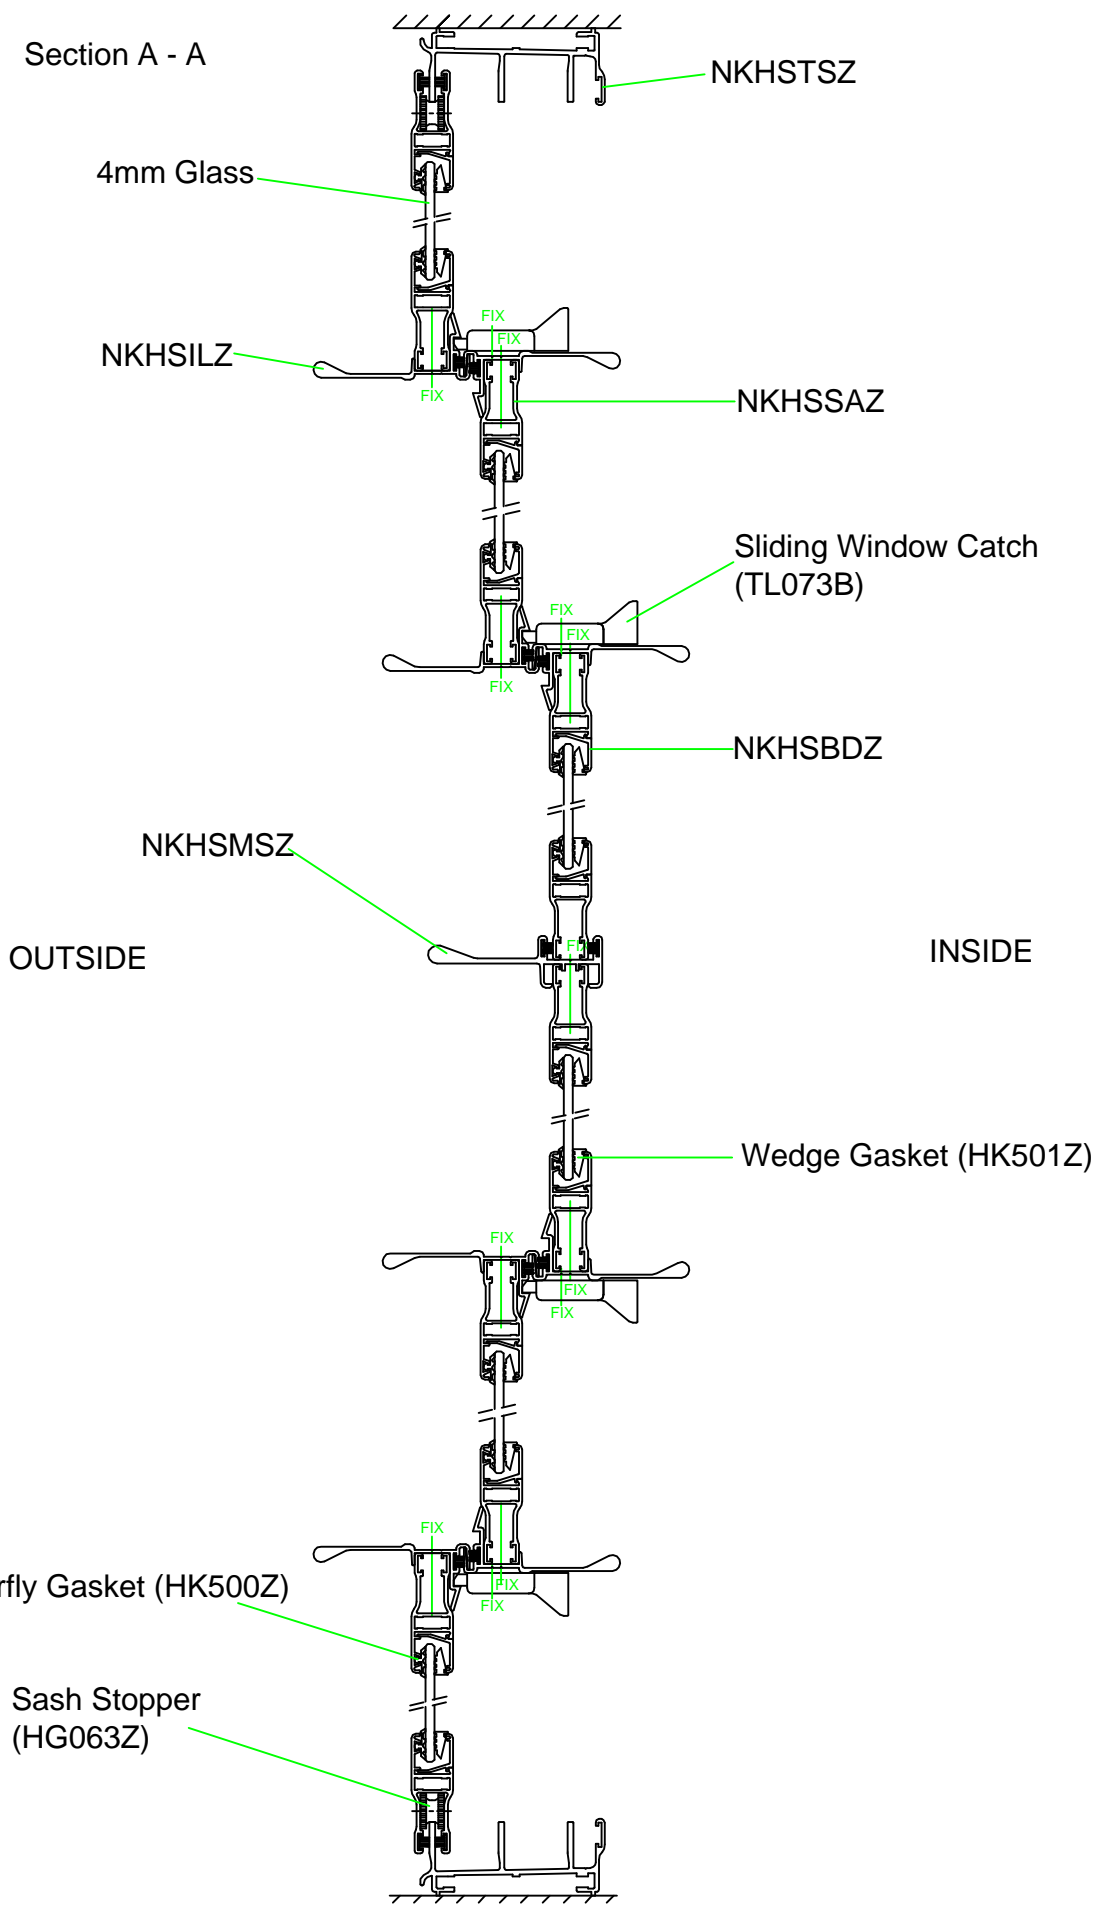 Section A - A
NKHSTSZ
4mm Glass
FIX
FIX
NKHSILZ
FIX
NKHSSAZ
Sliding Window Catch
(TL073B)
FIX
FIX
FIX
NKHSBDZ
NKHSMSZ
OUTSIDE
FIX
INSIDE
Wedge Gasket (HK501Z)
FIX
FIX
FIX
FIX
FIX
FIX
rfly Gasket (HK500Z)
Sash Stopper
(HG063Z)